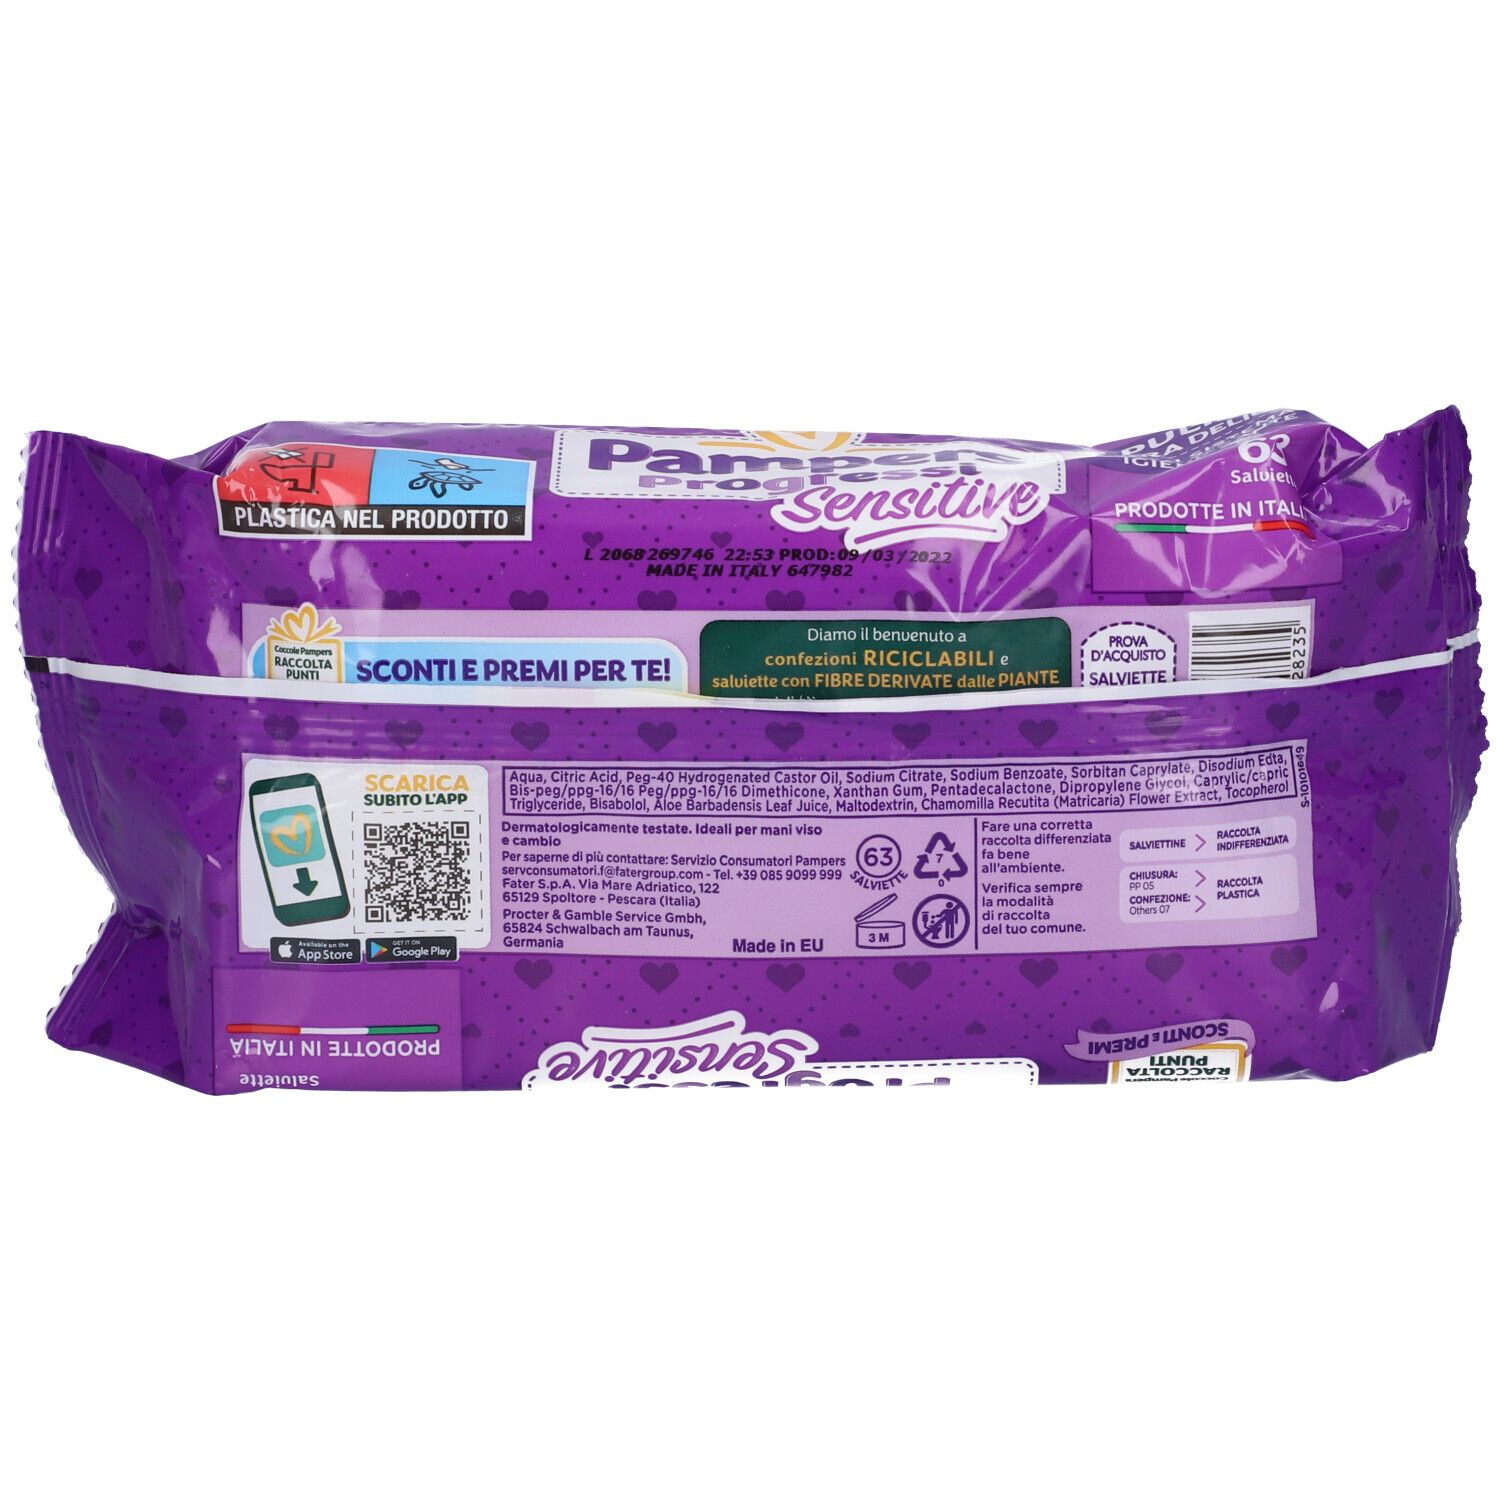 Pampers
Progressi
Sensitive
63
Salviette
PRODOTTE IN ITALIA
PLASTICA NEL PRODOTTO
L 2068 269746 22:53 PROD:09/03/2022
MADE IN ITALY 647982
Coccole Pampers
RACCOLTA
PUNTI
SCONTI E PREMI PER TE!
Diamo il benvenuto a
confezioni RICICLABILI e
salviette con FIBRE DERIVATE dalle PIANTE
PROVA
D'ACQUISTO
SALVIETTE
28235
SCARICA
SUBITO L'APP
Available on the
App Store
GET IT ON
Google Play
Aqua, Citric Acid, Peg-40 Hydrogenated Castor Oil, Sodium Citrate, Sodium Benzoate, Sorbitan Caprylate, Disodium Edta,
Bis-peg/ppg-16/16 Peg/ppg-16/16 Dimethicone, Xanthan Gum, Pentadecalactone, Dipropylene Glycol, Caprylic/capric
Triglyceride, Bisabolol, Aloe Barbadensis Leaf Juice, Maltodextrin, Chamomilla Recutita (Matricaria) Flower Extract, Tocopherol
S-10101649
Dermatologicamente testate. Ideali per mani viso
e cambio
Per saperne di più contattare: Servizio Consumatori Pampers
servconsumatori.f@fatergroup.com - Tel. +39 085 9099 999
Fater S.p.A. Via Mare Adriatico, 122
65129 Spoltore - Pescara (Italia)
Procter & Gamble Service Gmbh,
65824 Schwalbach am Taunus,
Germania
Made in EU
63
SALVIETTE
7
0
3 M
Fare una corretta
raccolta differenziata
fa bene
all'ambiente.
Verifica sempre
le modalità
di raccolta
del tuo comune.
SALVIETTINE > RACCOLTA
INDIFFERENZIATA
CHIUSURA: >
PP 05
CONFEZIONE: >
Others 07
RACCOLTA
PLASTICA
PRODOTTE IN ITALIA
Salviette
Sensitive
SCONTI E PREMI
RACCOLTA
PUNTI
Coccole Pampers